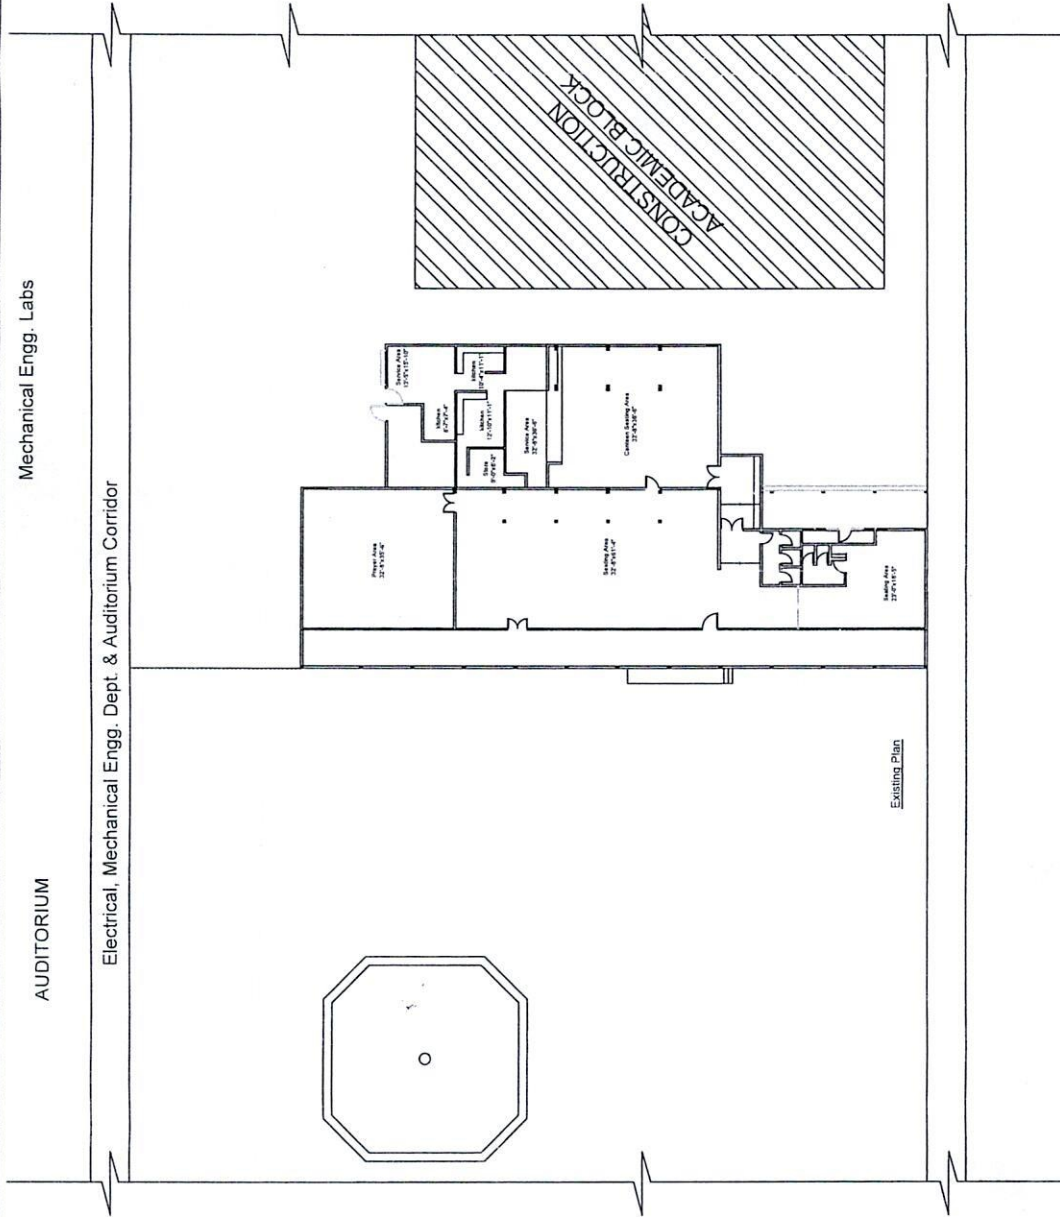 Mechanical Engg. Labs
AUDITORIUM
Electrical, Mechanical Engg. Dept. & Auditorium Corridor
CONSTRUCTION
ACADEMIC BLOCK
Service Area
kitchen
kitchen
kitchen
Store
Service Area
Canteen Seating Area
Prayer Area
Seating Area
Seating Area
Existing Plan